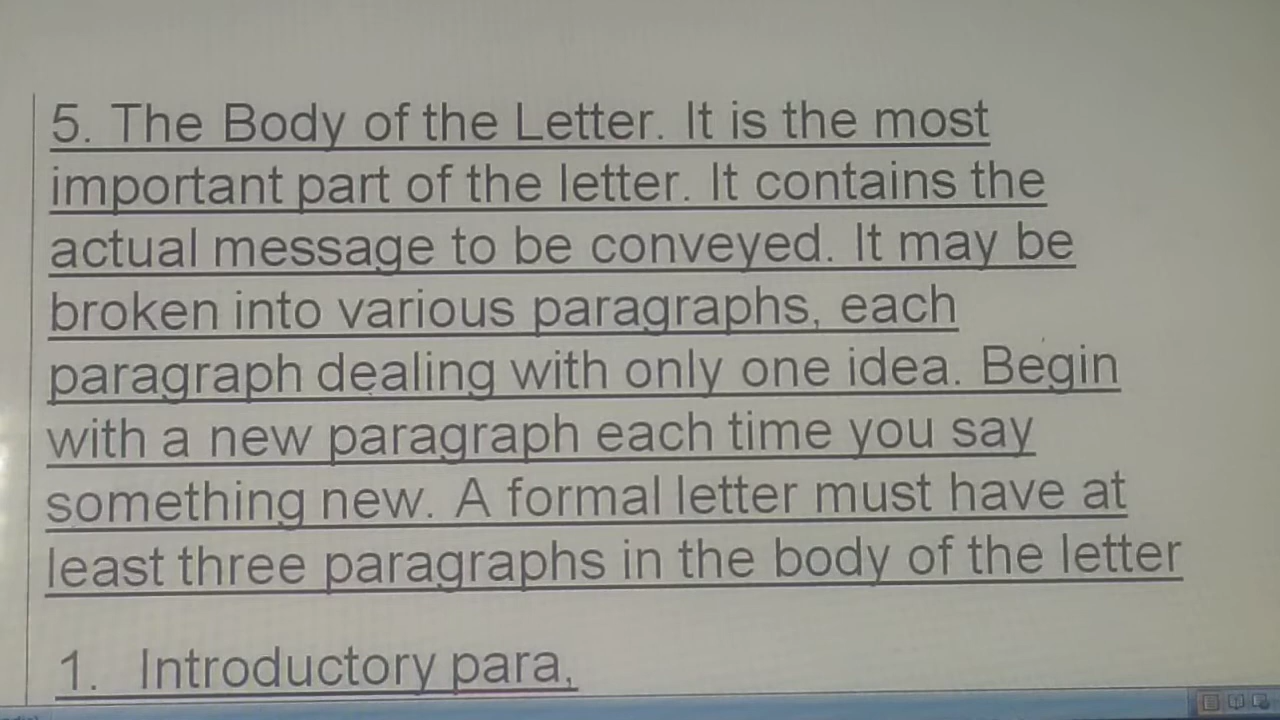 5. The Body of the Letter. It is the most
important part of the letter. It contains the
actual message to be conveyed. It may be
broken into various paragraphs, each
paragraph dealing with only one idea. Begin
with a new paragraph each time you say
something new. A formal letter must have at
least three paragraphs in the body of the letter
1. Introductory para,